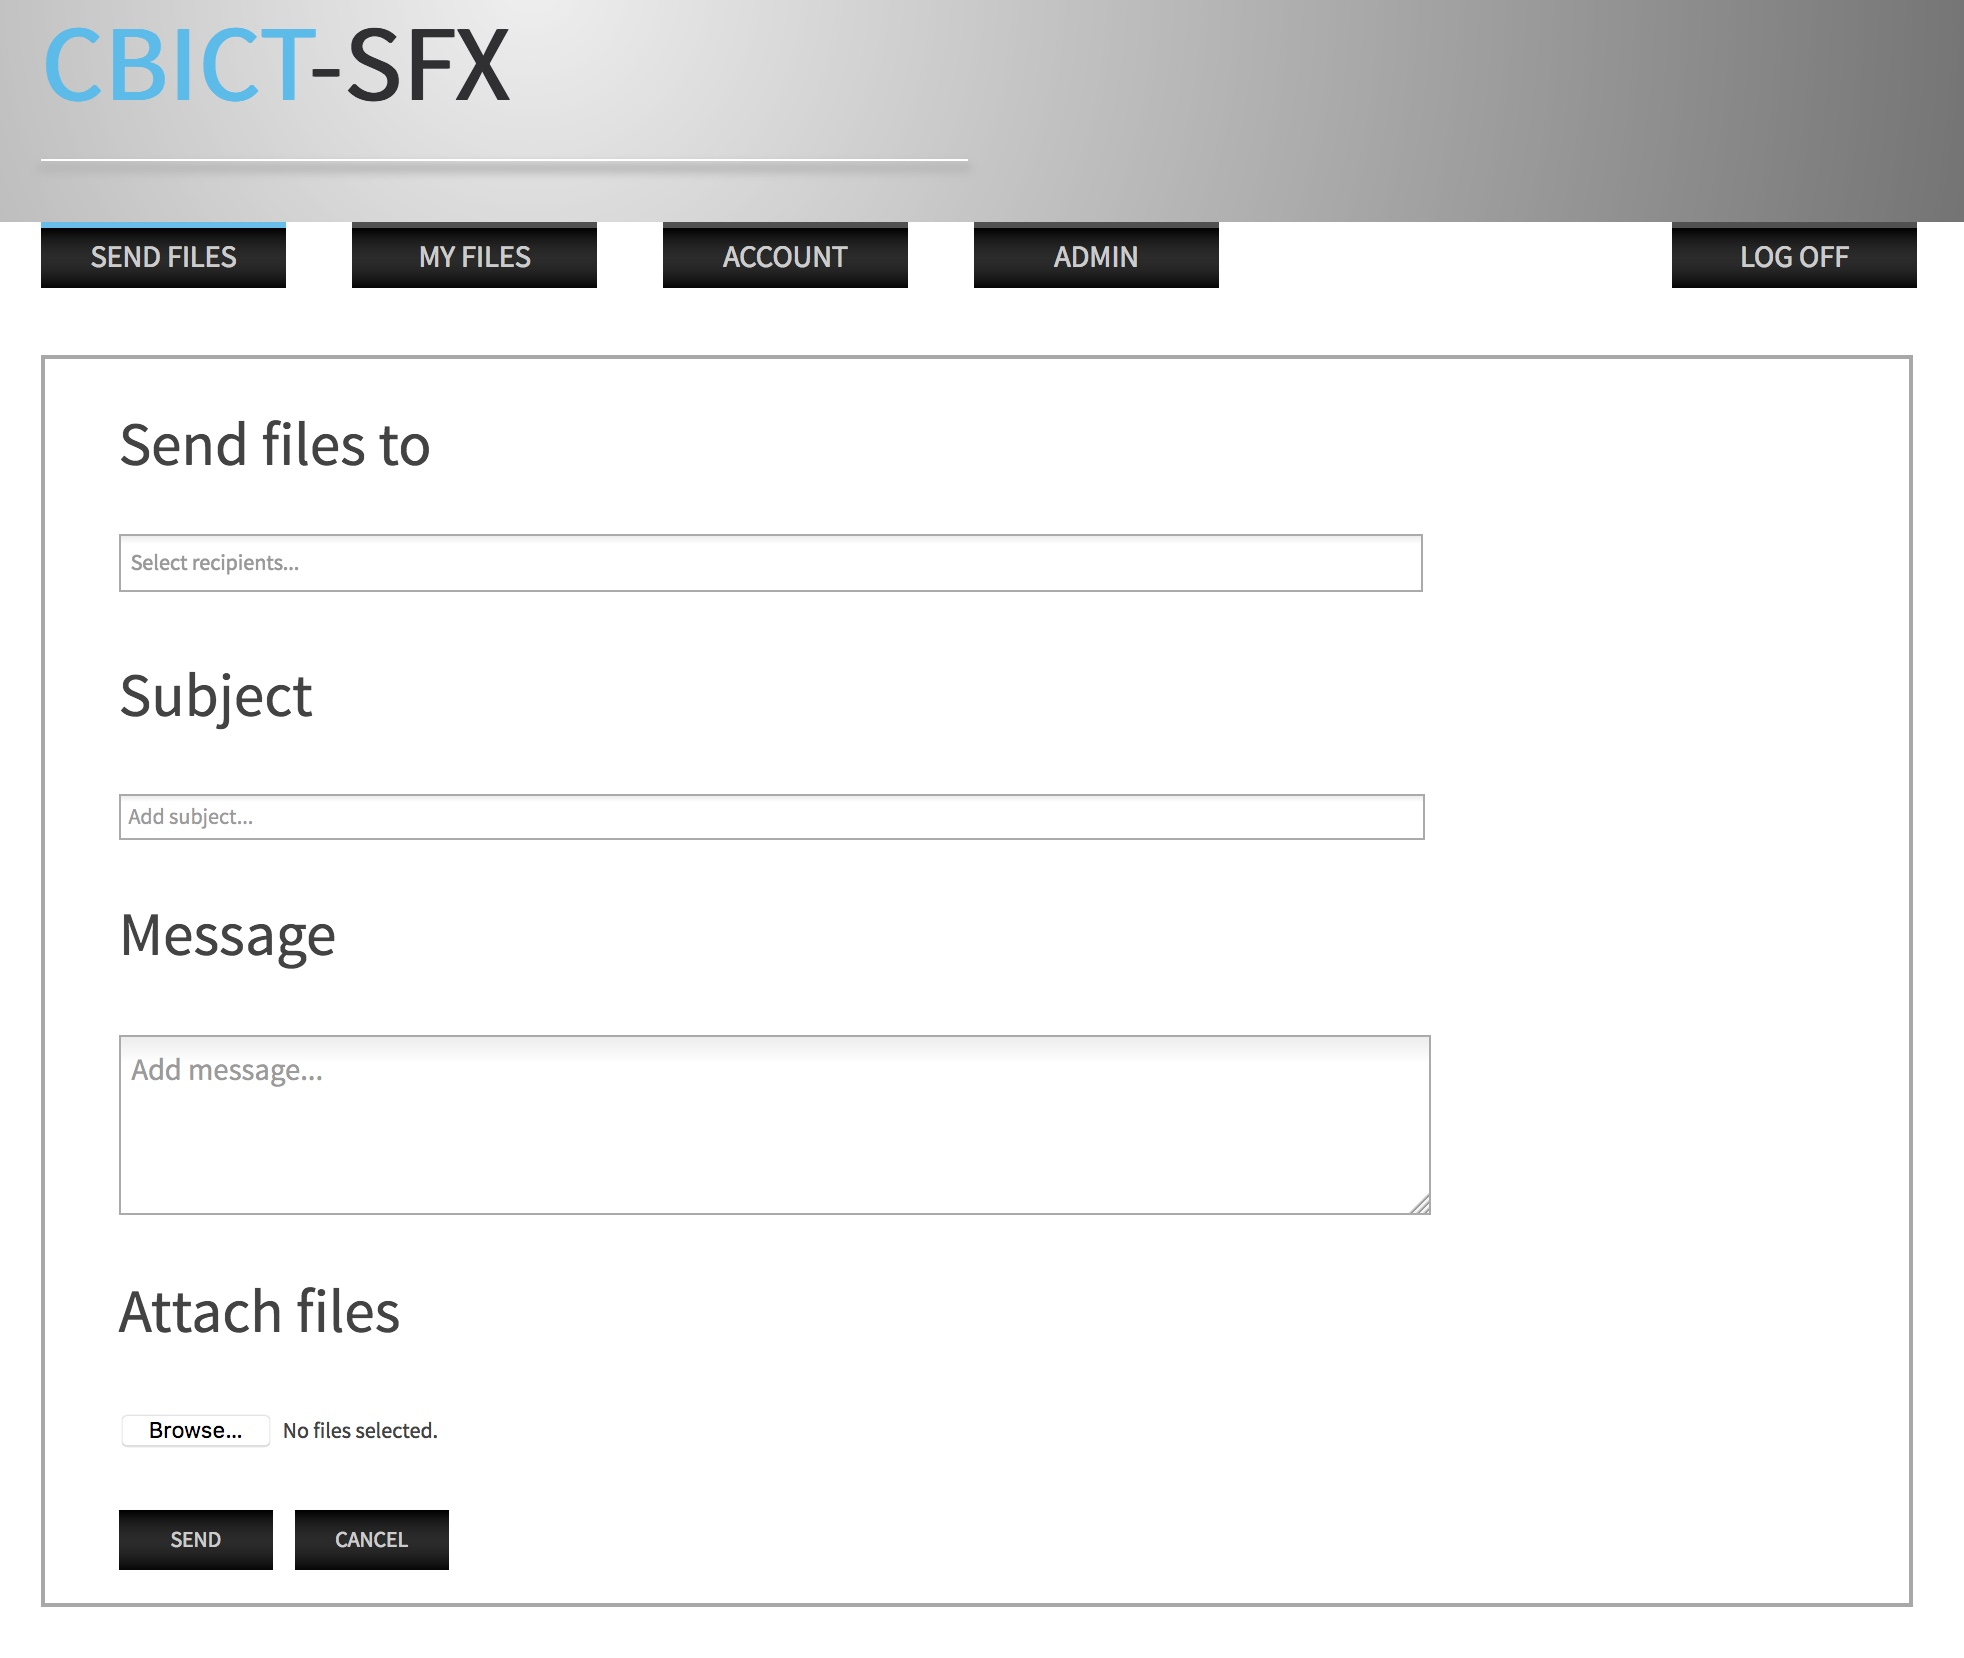 CBICT-SFX
SEND FILES MY FILES ACCOUNT ADMIN LOG OFF
Send files to
Select recipients...
Subject
Add subject...
Message
Add message...
Attach files
Browse... No files selected.
SEND CANCEL